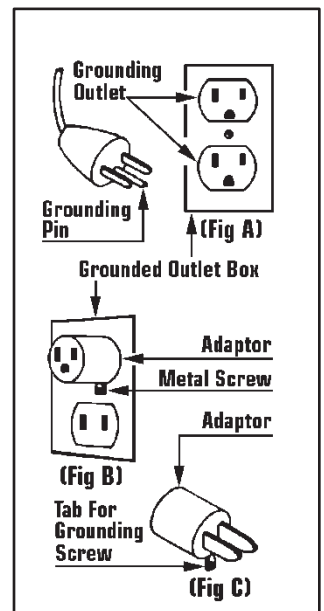 Grounding
Outlet
Grounding
Pin
(Fig A)
Grounded Outlet Box
Adaptor
Metal Screw
Adaptor
(Fig B)
Tab For
Grounding
Screw
(Fig C)